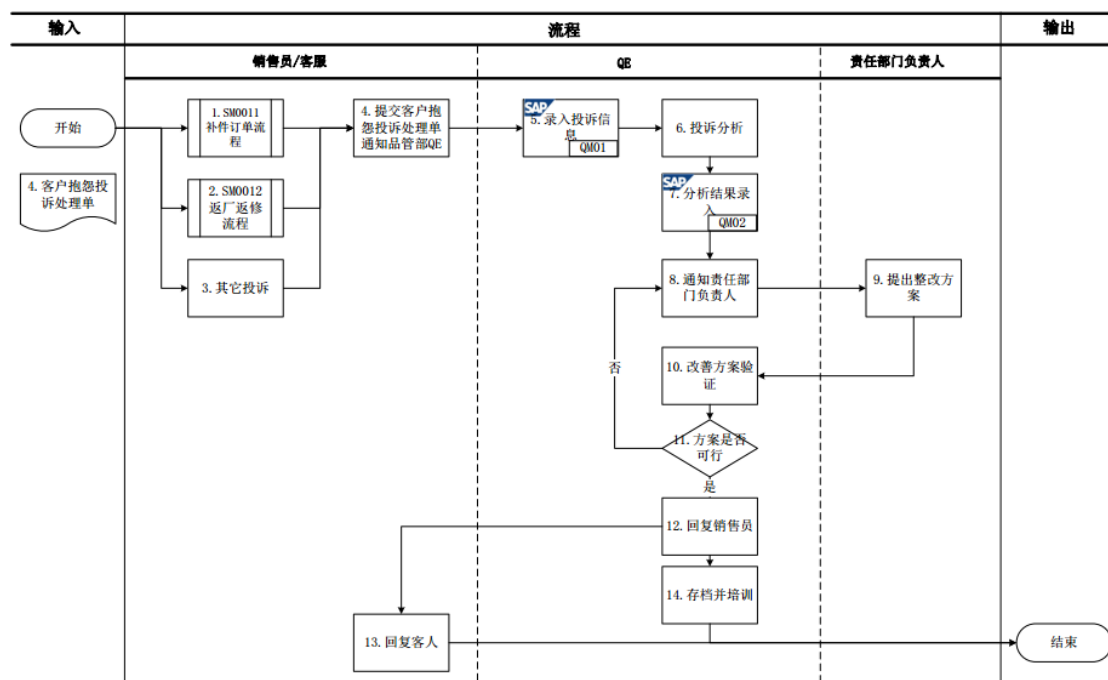 输入
流程
输出
销售员/客服
QE
责任部门负责人
开始
1.SM0011
补件订单流
程
4.提交客户抱
怨投诉处理单
通知品管部QE
SAP
5.录入投诉信
息
QM01
6.投诉分析
4.客户抱怨投
诉处理单
2.SM0012
返厂返修
流程
SAP
7.分析结果录
入
QM02
3.其它投诉
8.通知责任部
门负责人
9.提出整改方
案
否
10.改善方案验
证
11.方案是否
可行
是
12.回复销售员
14.存档并培训
13.回复客人
结束